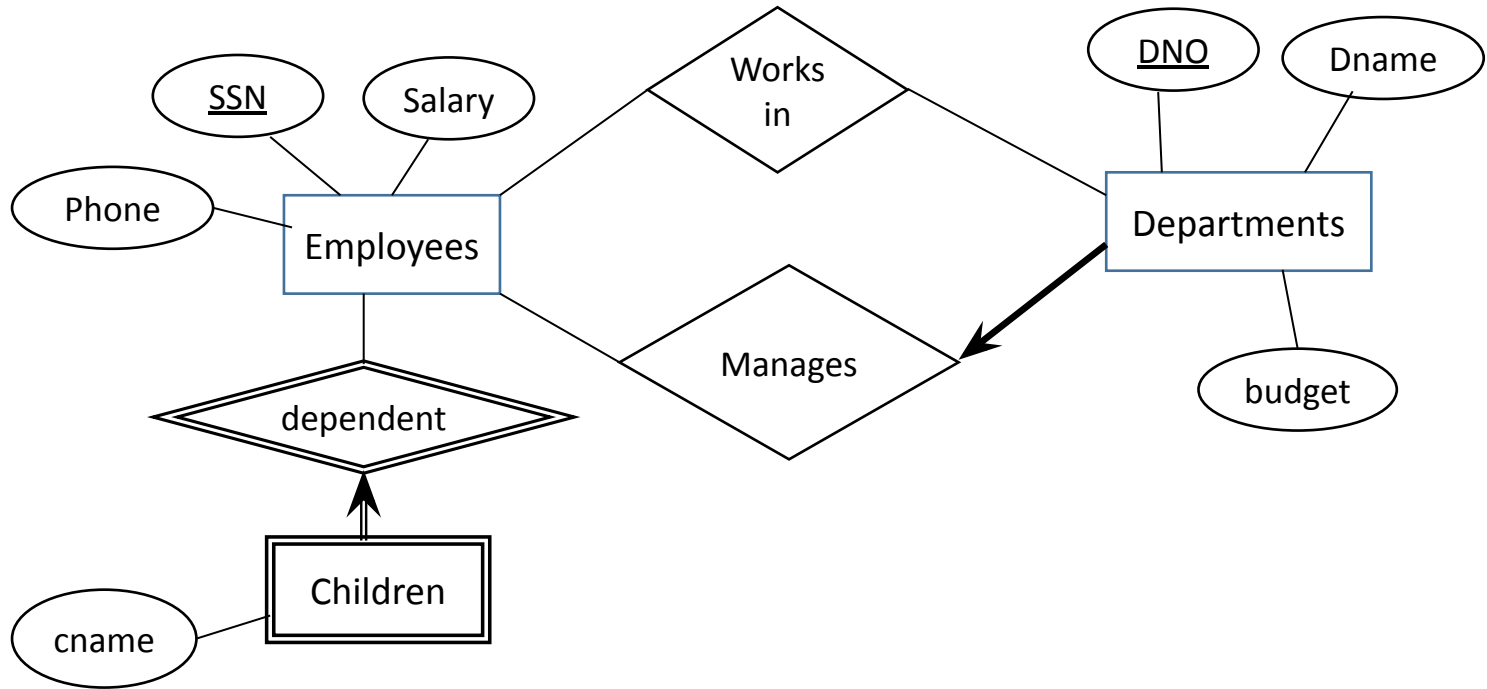 SSN
Salary
Phone
Employees
Works
in
DNO
Dname
Departments
Manages
budget
dependent
Children
cname